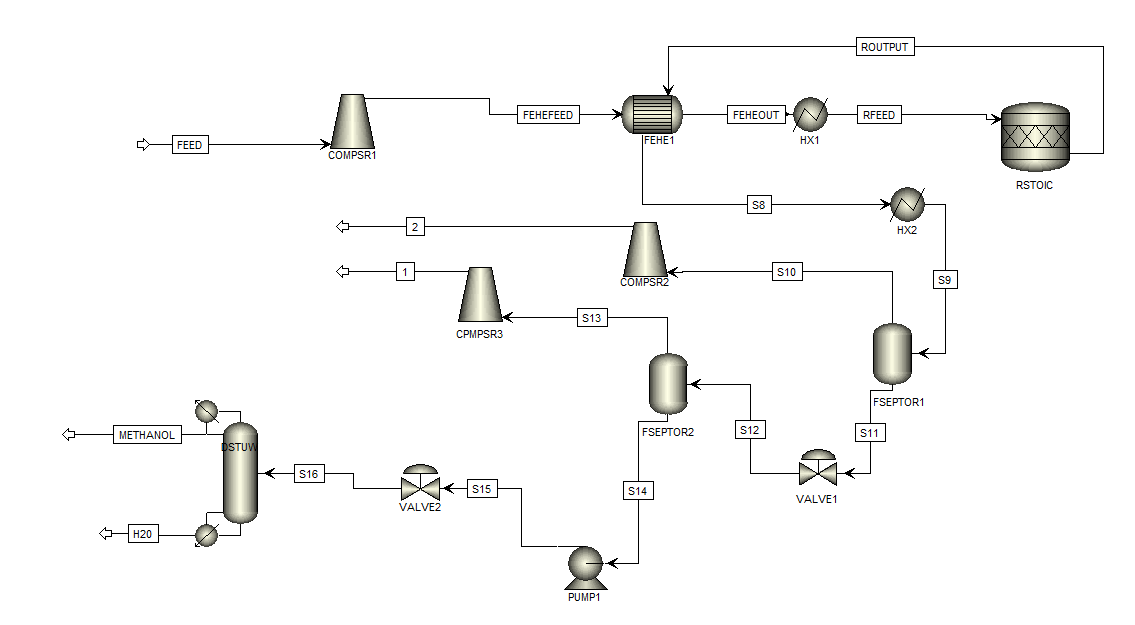 ROUTPUT
FEHEFEED
FEHEOUT
RFEED
FEED
COMPSR1
FEHE1
HX1
RSTOIC
S8
HX2
2
1
COMPSR2
S10
S9
S13
CPMPSR3
FSEPTOR1
FSEPTOR2
S12
S11
METHANOL
DSTUW
S16
S15
S14
VALVE1
VALVE2
H20
PUMP1